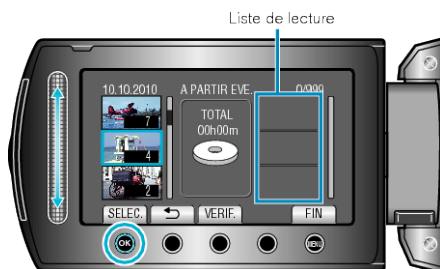 Liste de lecture
10.10.2010 A PARTIR EVE. 0/999
7
TOTAL
00h00m
4
2
SELEC. VERIF. FIN
OK MENU